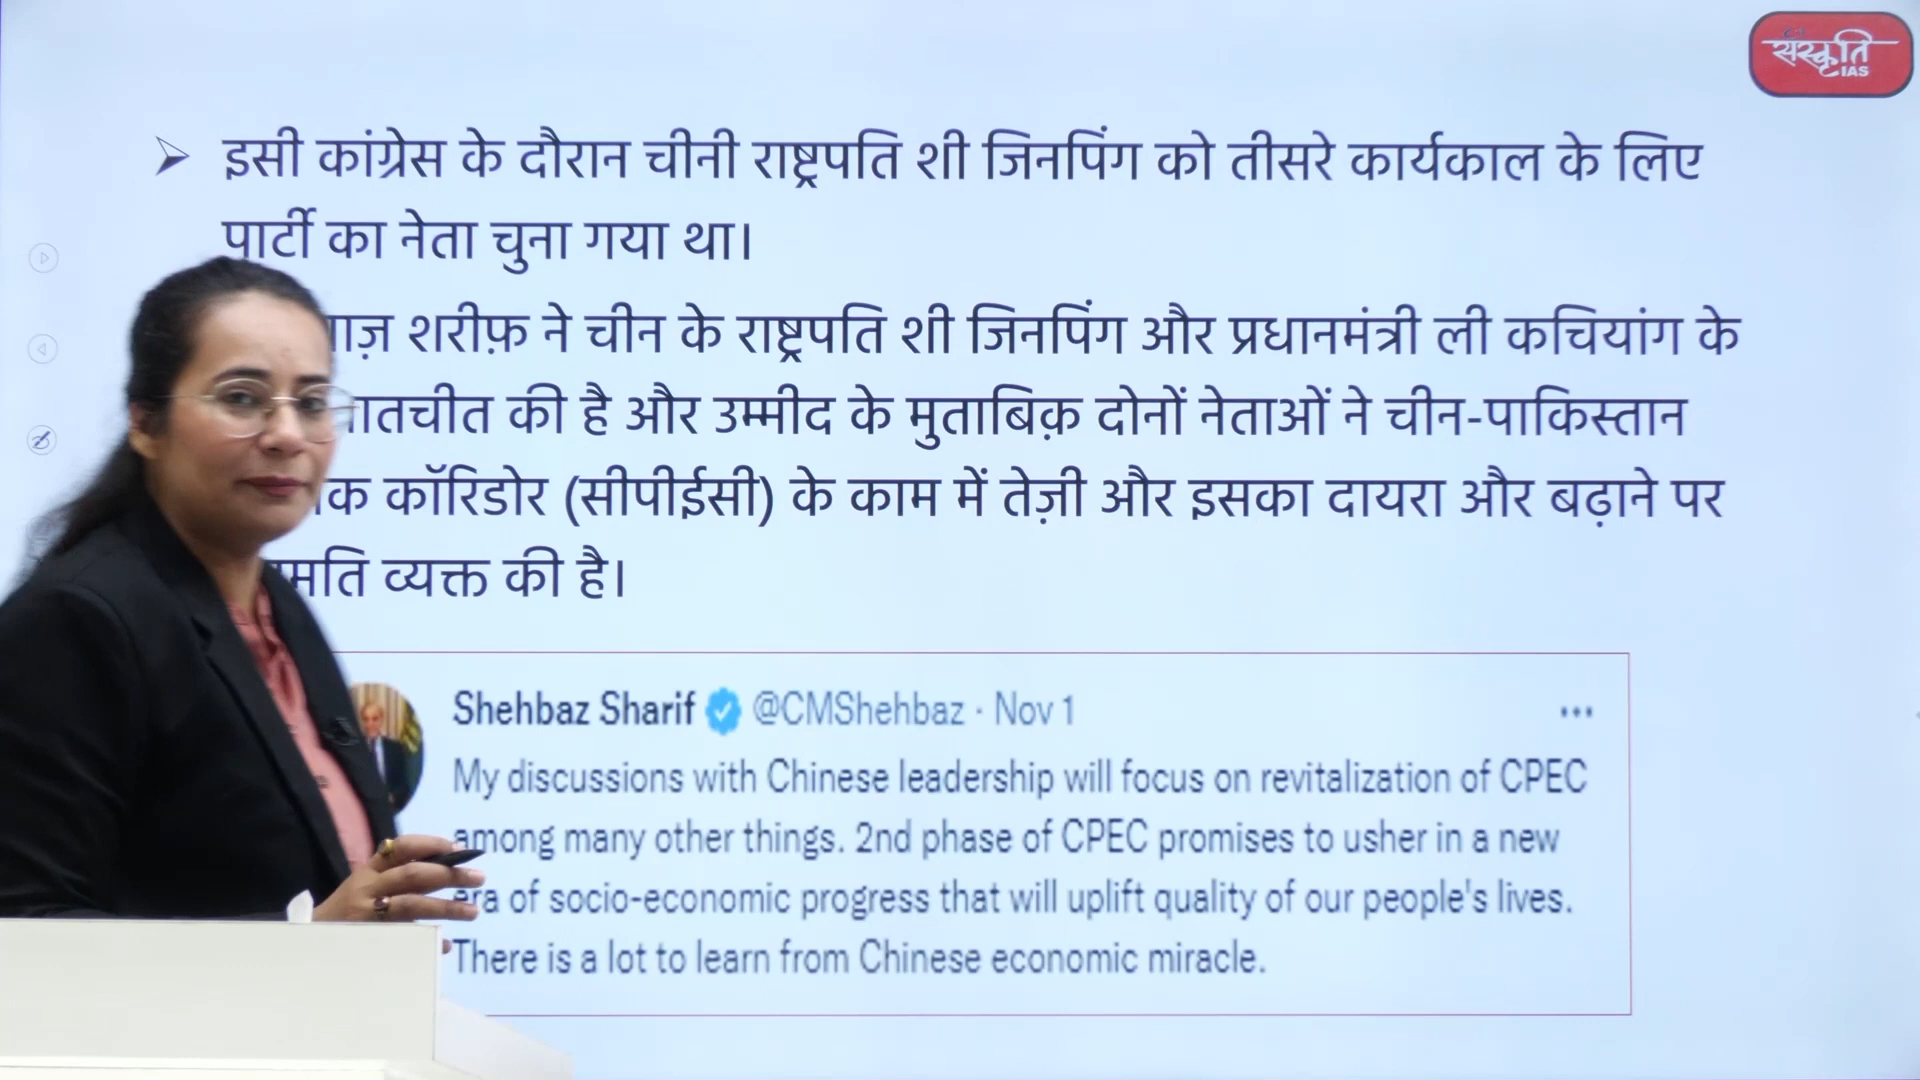 संस्कृति
IAS
इसी कांग्रेस के दौरान चीनी राष्ट्रपति शी जिनपिंग को तीसरे कार्यकाल के लिए
पार्टी का नेता चुना गया था।
शरीफ़ ने चीन के राष्ट्रपति शी जिनपिंग और प्रधानमंत्री ली कचियांग के
की है और उम्मीद के मुताबिक़ दोनों नेताओं ने चीन-पाकिस्तान
कॉरिडोर (सीपीईसी) के काम में तेज़ी और इसका दायरा और बढ़ाने पर
व्यक्त की है।
Shehbaz Sharif @CMShehbaz · Nov 1
My discussions with Chinese leadership will focus on revitalization of CPEC
among many other things. 2nd phase of CPEC promises to usher in a new
era of socio-economic progress that will uplift quality of our people's lives.
There is a lot to learn from Chinese economic miracle.